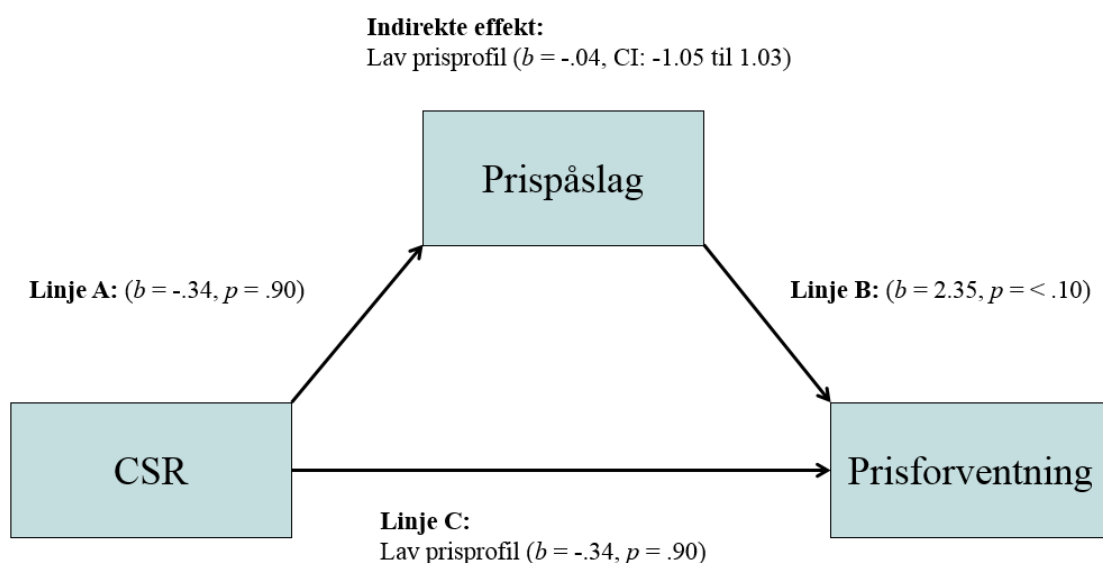 Indirekte effekt:
Lav prisprofil (b = -.04, CI: -1.05 til 1.03)
Prispåslag
Linje A: (b = -.34, p = .90)
Linje B: (b = 2.35, p = < .10)
CSR
Prisforventning
Linje C:
Lav prisprofil (b = -.34, p = .90)